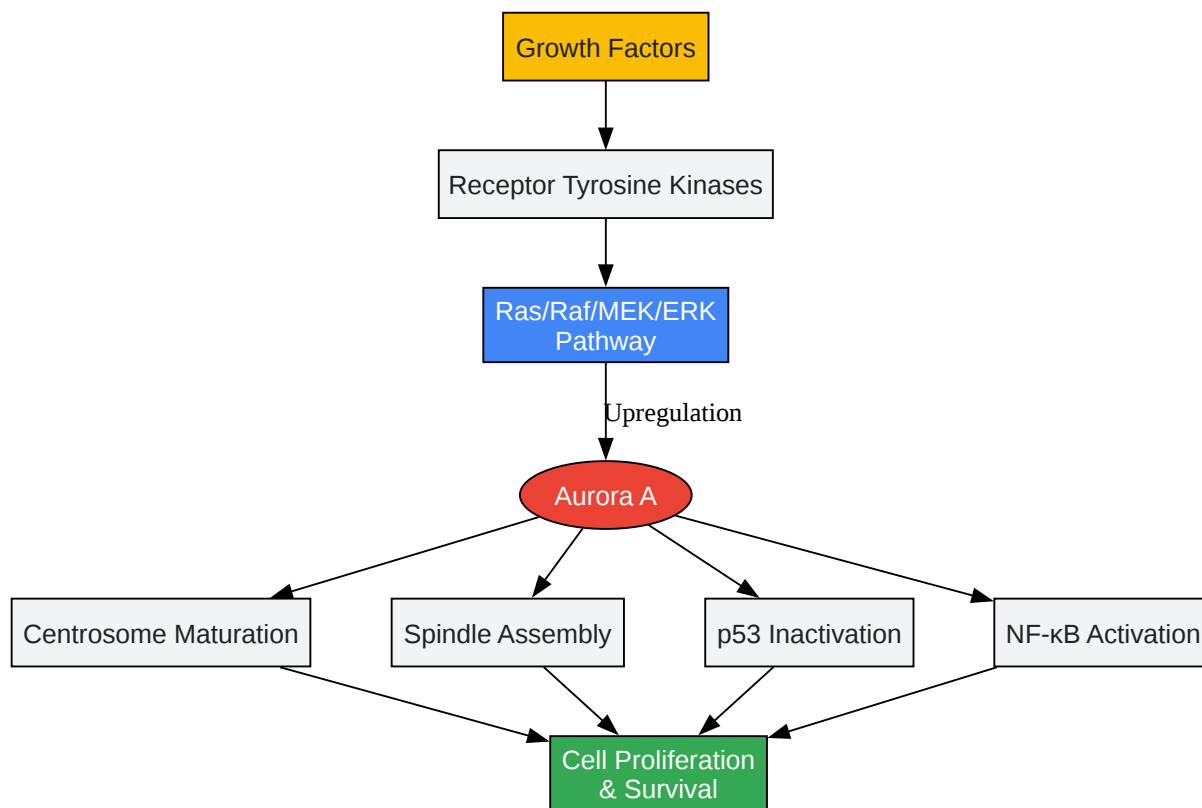 Growth Factors
Receptor Tyrosine Kinases
Ras/Raf/MEK/ERK
Pathway
Upregulation
Aurora A
Centrosome Maturation
Spindle Assembly
p53 Inactivation
NF-κB Activation
Cell Proliferation
& Survival